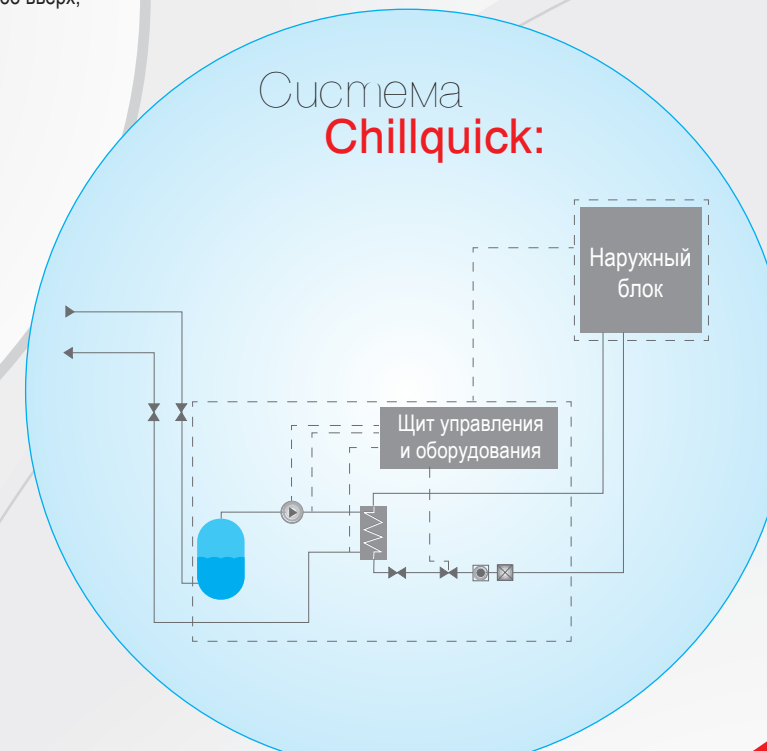 Система
Chillquick:
Наружный
блок
Щит управления
и оборудования